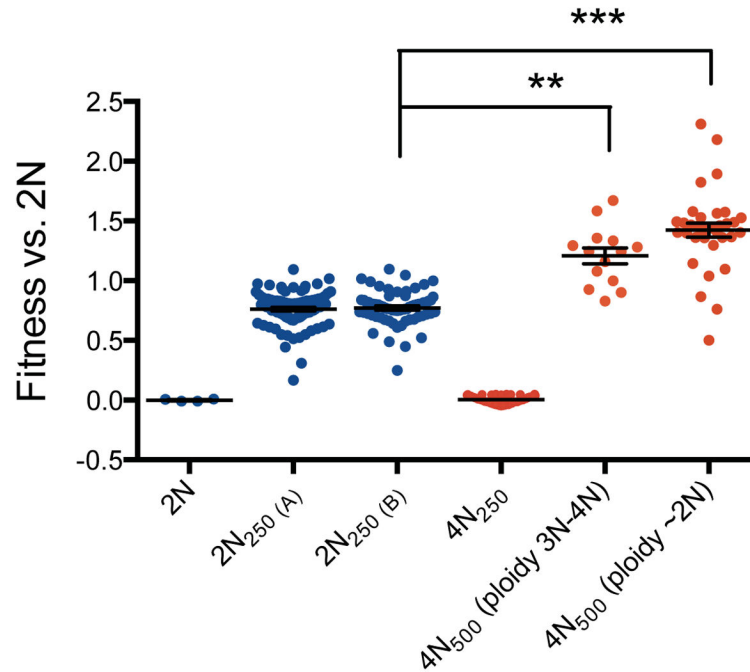 ***
**
Fitness vs. 2N
2.5
2.0
1.5
1.0
0.5
0.0
-0.5
2N
2N250 (A)
2N250 (B)
4N250
4N500 (ploidy 3N-4N)
4N500 (ploidy ~2N)